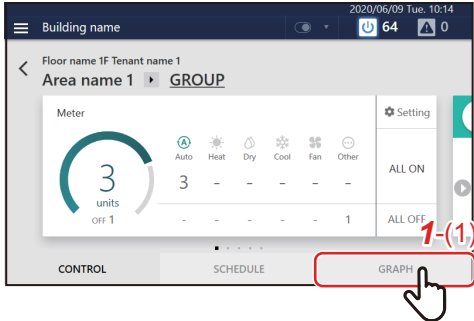 2020/06/09 Tue. 10:14
Building name
64
0
Floor name 1F Tenant name 1
Area name 1 GROUP
Meter
Setting
A
Auto Heat Dry Cool Fan Other
3 - - - - -
3
units
OFF 1
- - - - - 1
ALL ON
ALL OFF
1-(1)
CONTROL SCHEDULE GRAPH